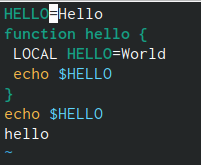 HELLO=Hello
function hello {
 LOCAL HELLO=World
 echo $HELLO
}
echo $HELLO
hello
~